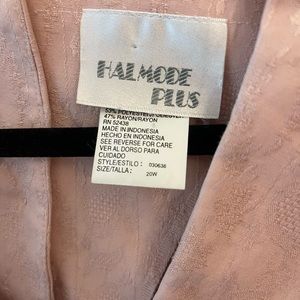 HALMODE
PLUS
53% POLYESTER/POLIESTER
47% RAYON/RAYON
RN 52438
MADE IN INDONESIA
HECHO EN INDONESIA
SEE REVERSE FOR CARE
VER AL DORSO PARA
CUIDADO
STYLE/ESTILO: 030636
SIZE/TALLA: 20W